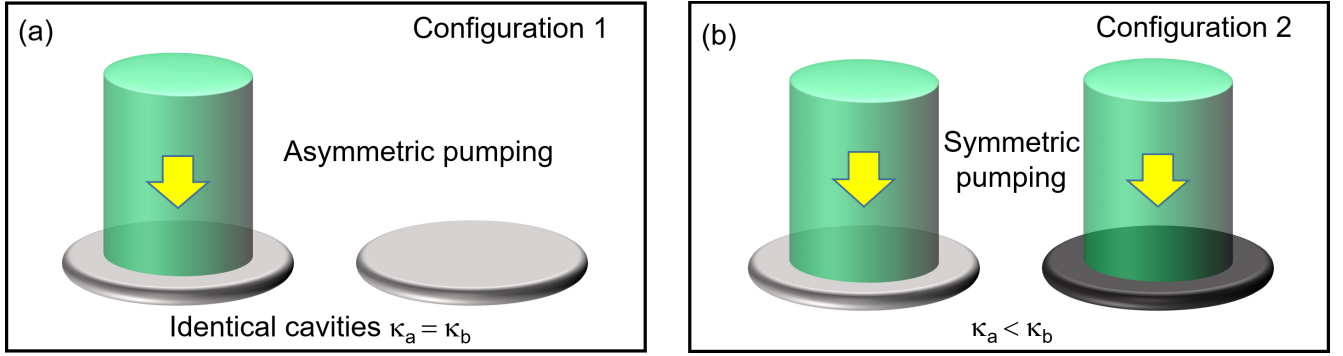 (a)
Configuration 1
Asymmetric pumping
Identical cavities κa = κb
(b)
Configuration 2
Symmetric
pumping
κa < κb